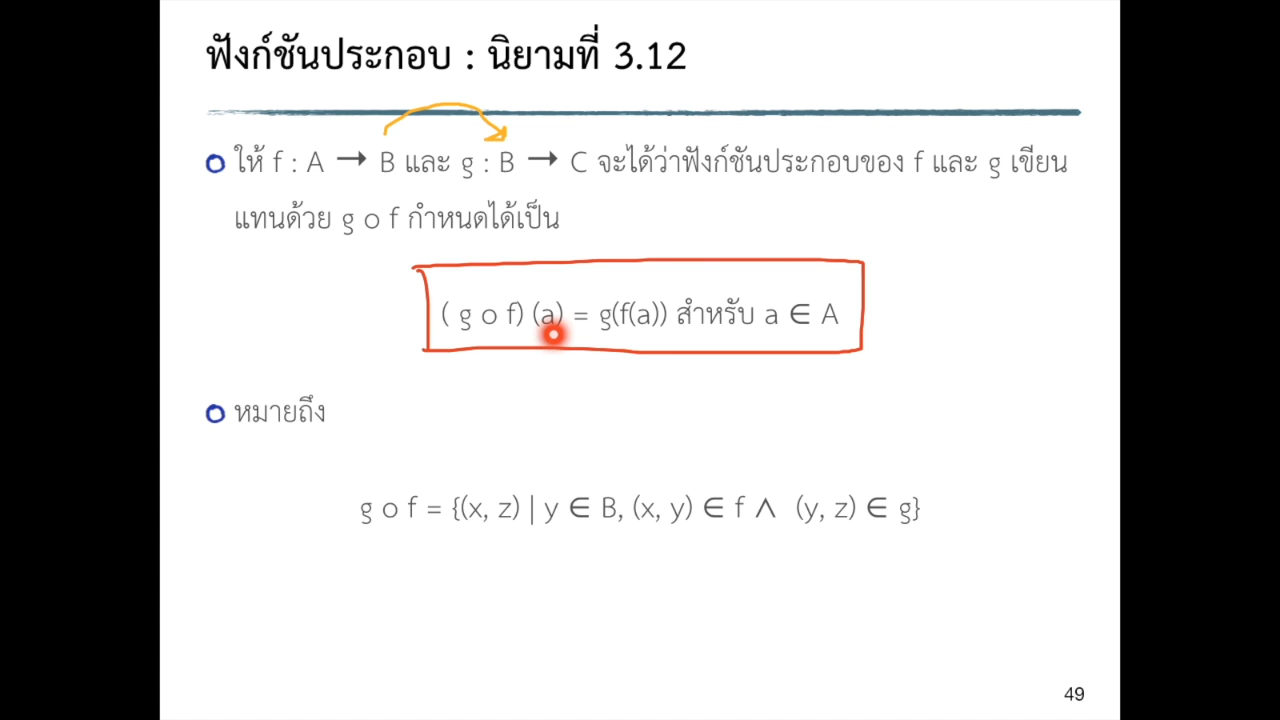 ฟังก์ชันประกอบ : นิยามที่ 3.12
ให้ f : A → B และ g : B → C จะได้ว่าฟังก์ชันประกอบของ f และ g เขียน
แทนด้วย g o f กำหนดได้เป็น
( g o f) (a) = g(f(a)) สำหรับ a ∈ A
หมายถึง
g o f = {(x, z) | y ∈ B, (x, y) ∈ f ∧ (y, z) ∈ g}
49